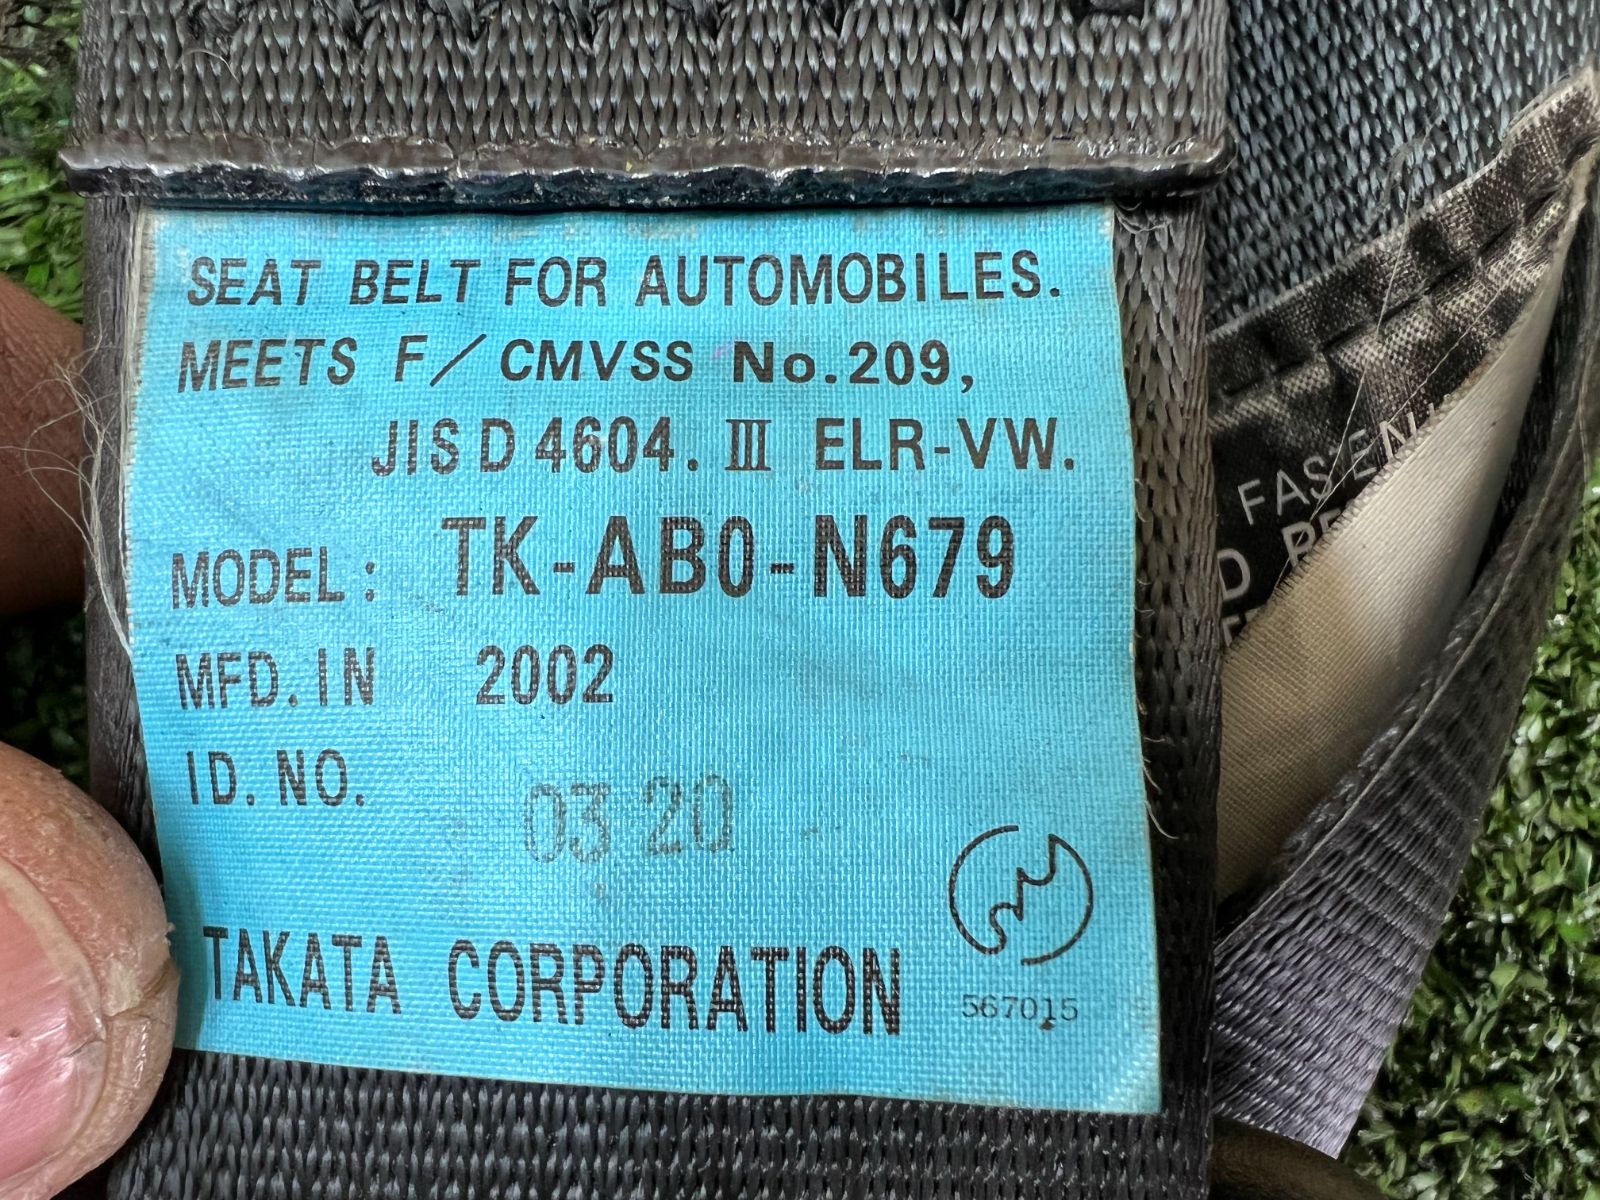 SEAT BELT FOR AUTOMOBILES.
MEETS F/CMVSS No.209,
JIS D 4604. III ELR-VW.
MODEL: TK-AB0-N679
MFD. IN 2002
ID. NO.
03 20
TAKATA CORPORATION
567015
FASTEN